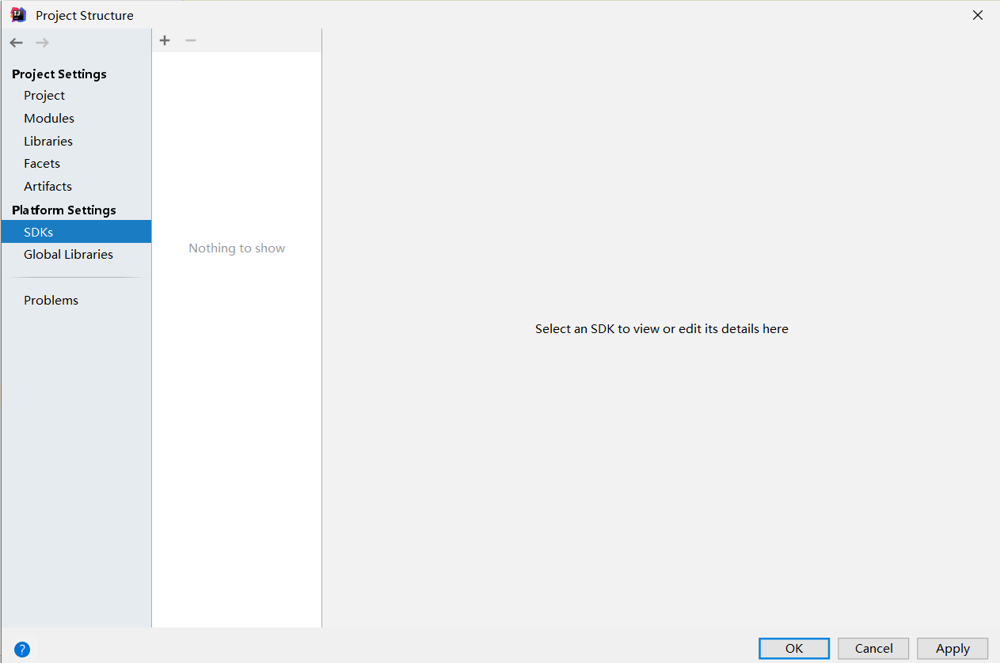 Project Structure
Project Settings
Project
Modules
Libraries
Facets
Artifacts
Platform Settings
SDKs
Global Libraries
Problems
Nothing to show
Select an SDK to view or edit its details here
?
OK
Cancel
Apply